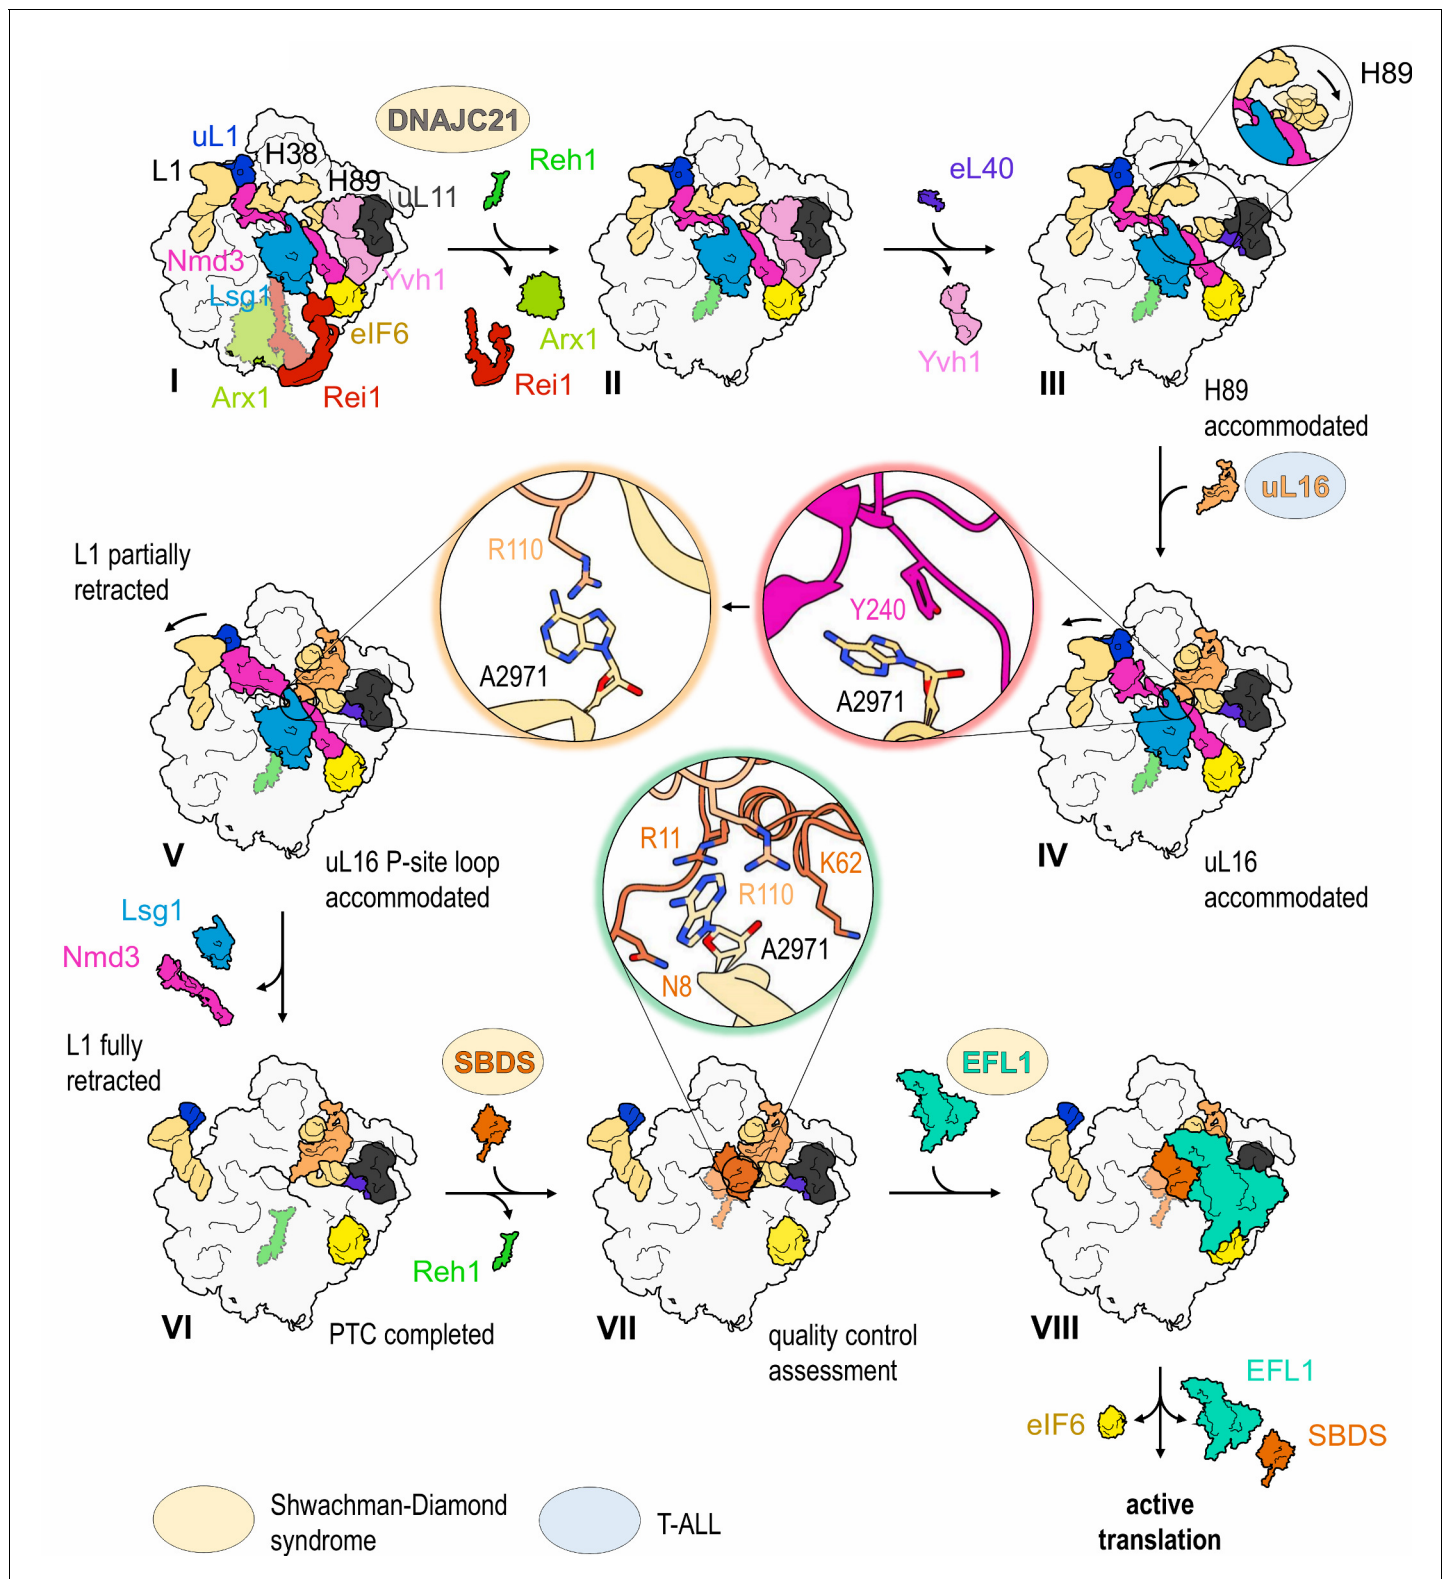 DNAJC21
H89
uL1
H38
Reh1
eL40
L1
H89
uL11
Nmd3
Yvh1
Lsg1
eIF6
Arx1
Yvh1
I
Arx1
Rei1
Rei1
II
III
H89
accommodated
uL16
L1 partially
retracted
R110
A2971
Y240
A2971
V
uL16 P-site loop
accommodated
R11
K62
R110
A2971
N8
IV
uL16
accommodated
Lsg1
Nmd3
L1 fully
retracted
SBDS
EFL1
Reh1
VI
PTC completed
VII
quality control
assessment
VIII
EFL1
eIF6
SBDS
active
translation
Shwachman-Diamond
syndrome
T-ALL